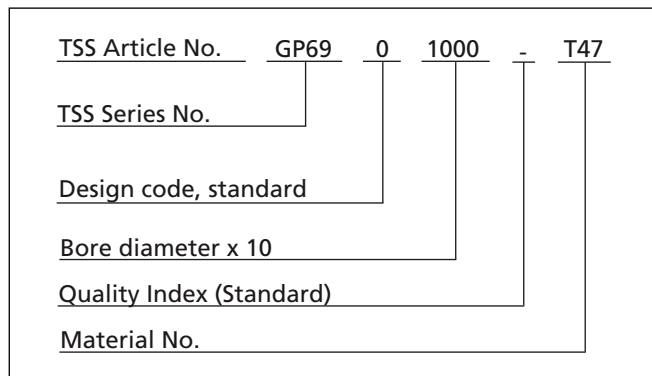 TSS Article No. GP69 0 1000 - T47
TSS Series No.
Design code, standard
Bore diameter x 10
Quality Index (Standard)
Material No.